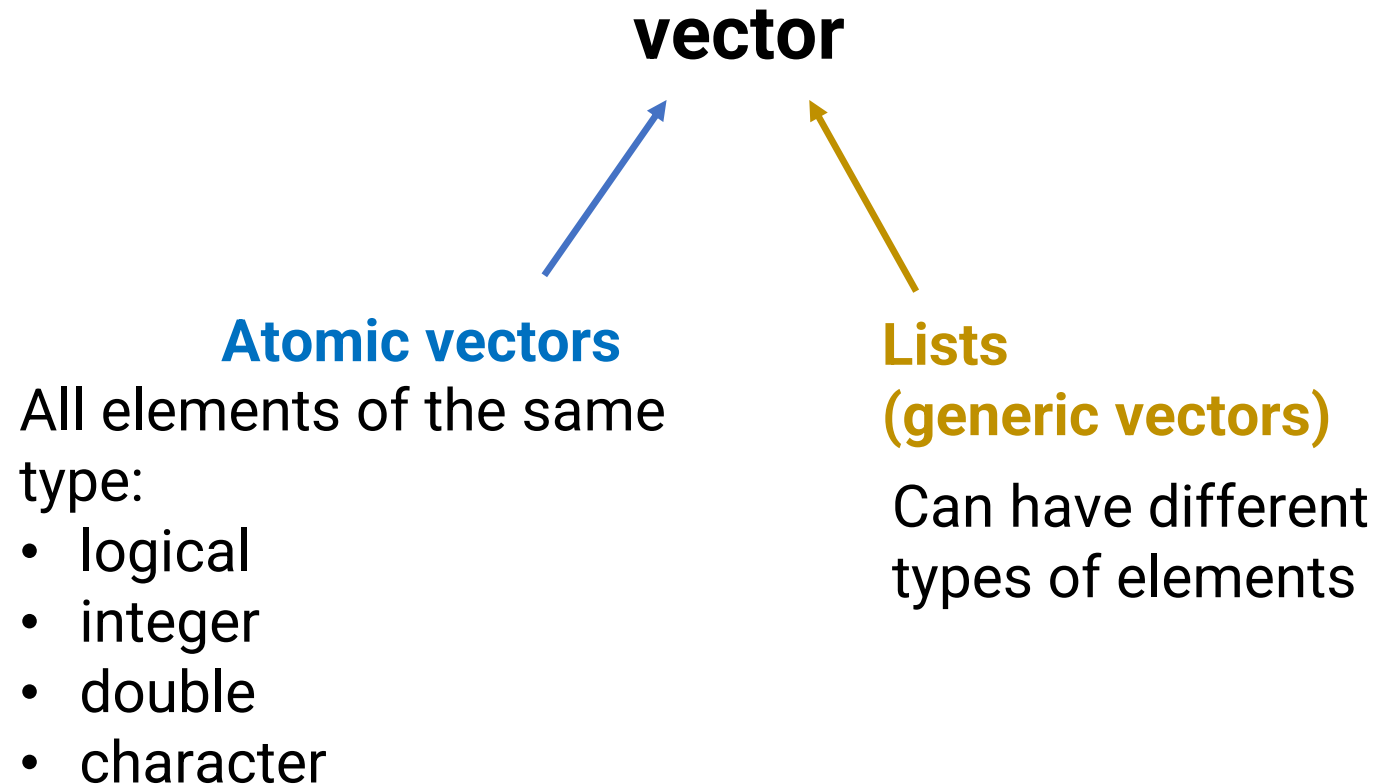 vector
Atomic vectors
All elements of the same
type:
• logical
• integer
• double
• character
Lists
(generic vectors)
Can have different
types of elements